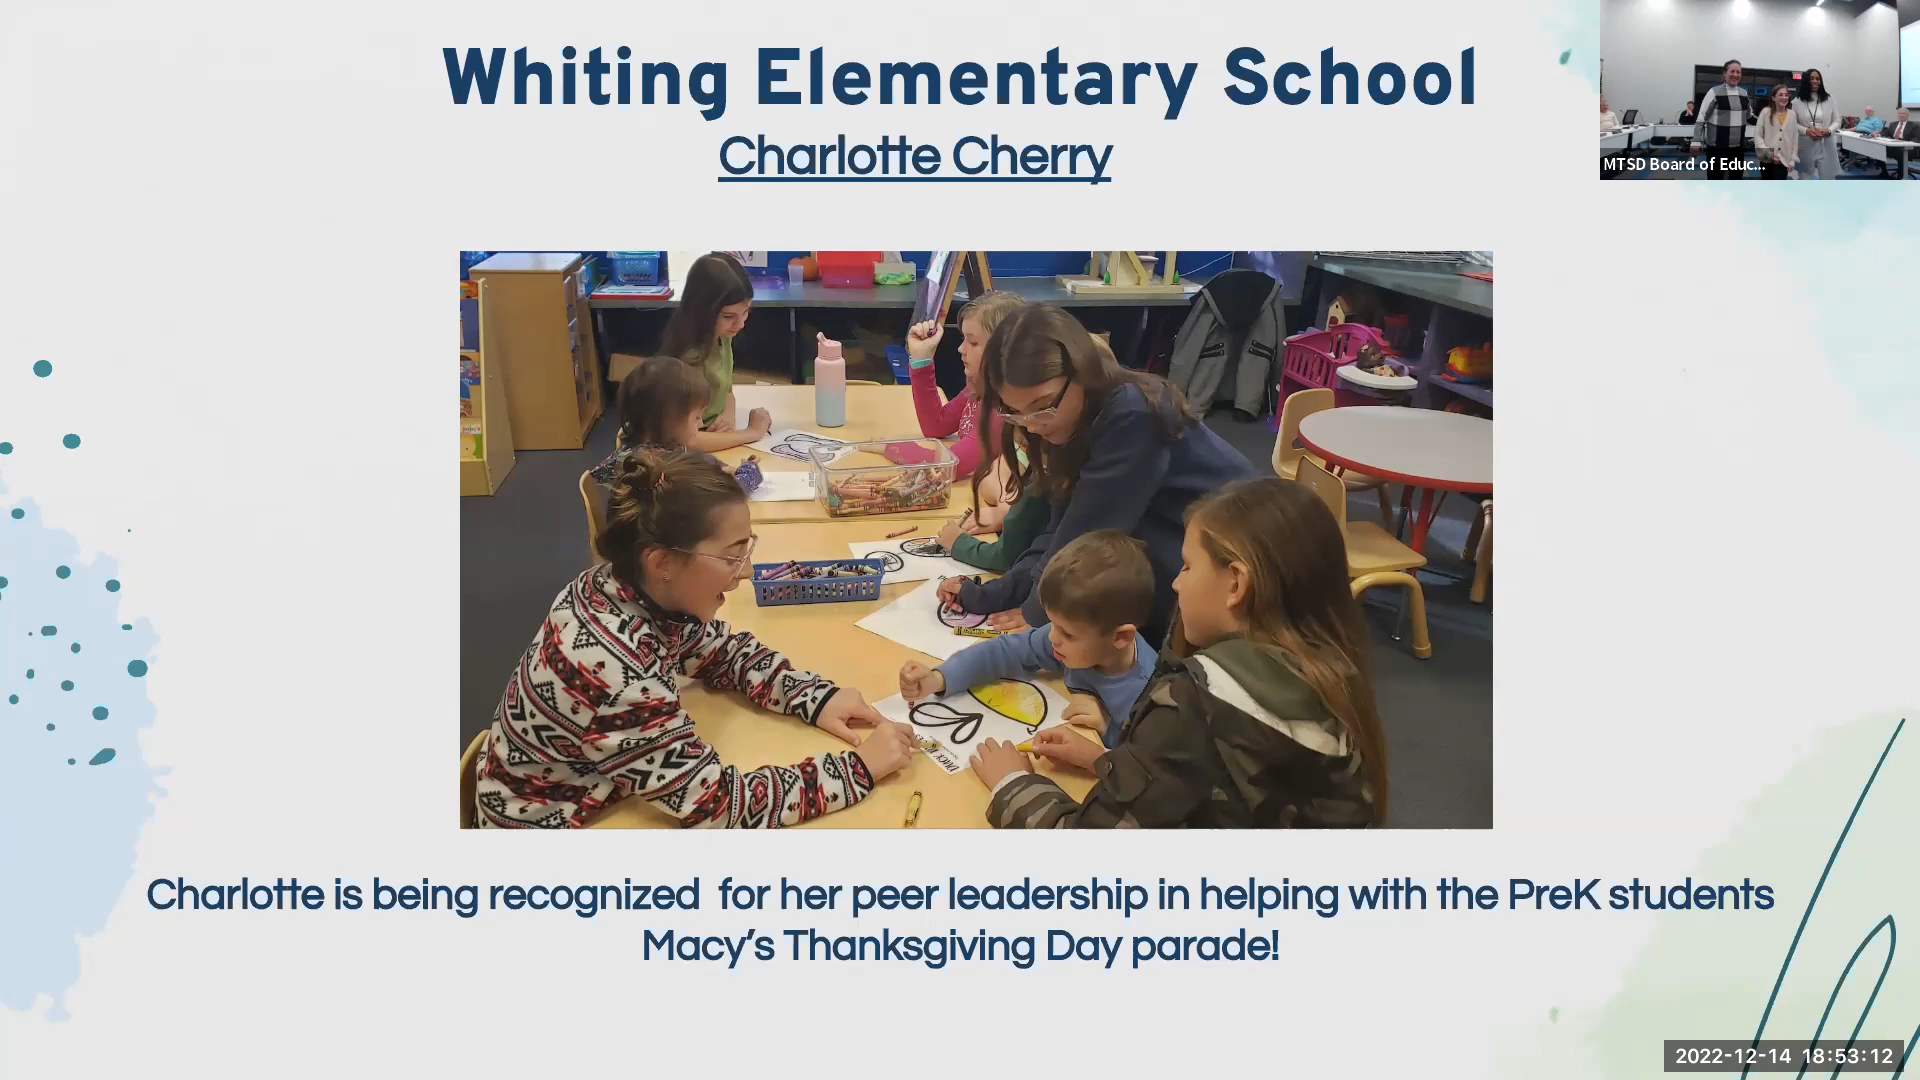 Whiting Elementary School
Charlotte Cherry
MTSD Board of Educ...
Charlotte is being recognized for her peer leadership in helping with the PreK students
Macy’s Thanksgiving Day parade!
2022-12-14 18:53:12